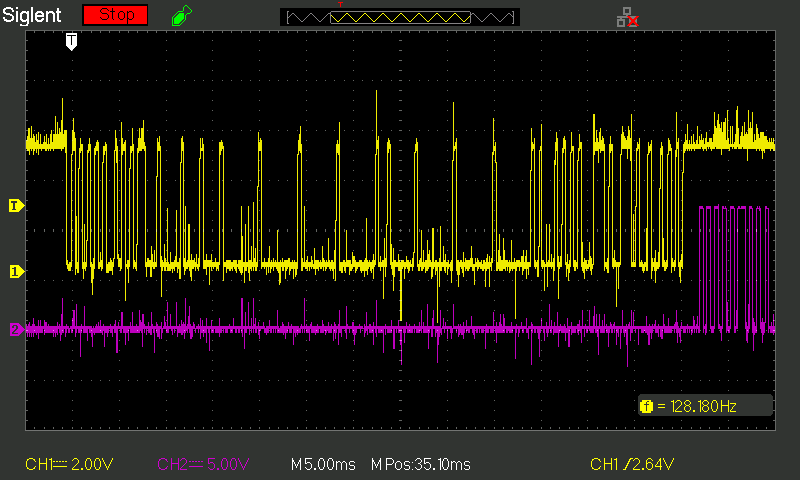 Siglent Stop
T
T
1
2
f = 128.180Hz
CH1 2.00V CH2 5.00V M 5.00ms M Pos:35.10ms CH1 / 2.64V